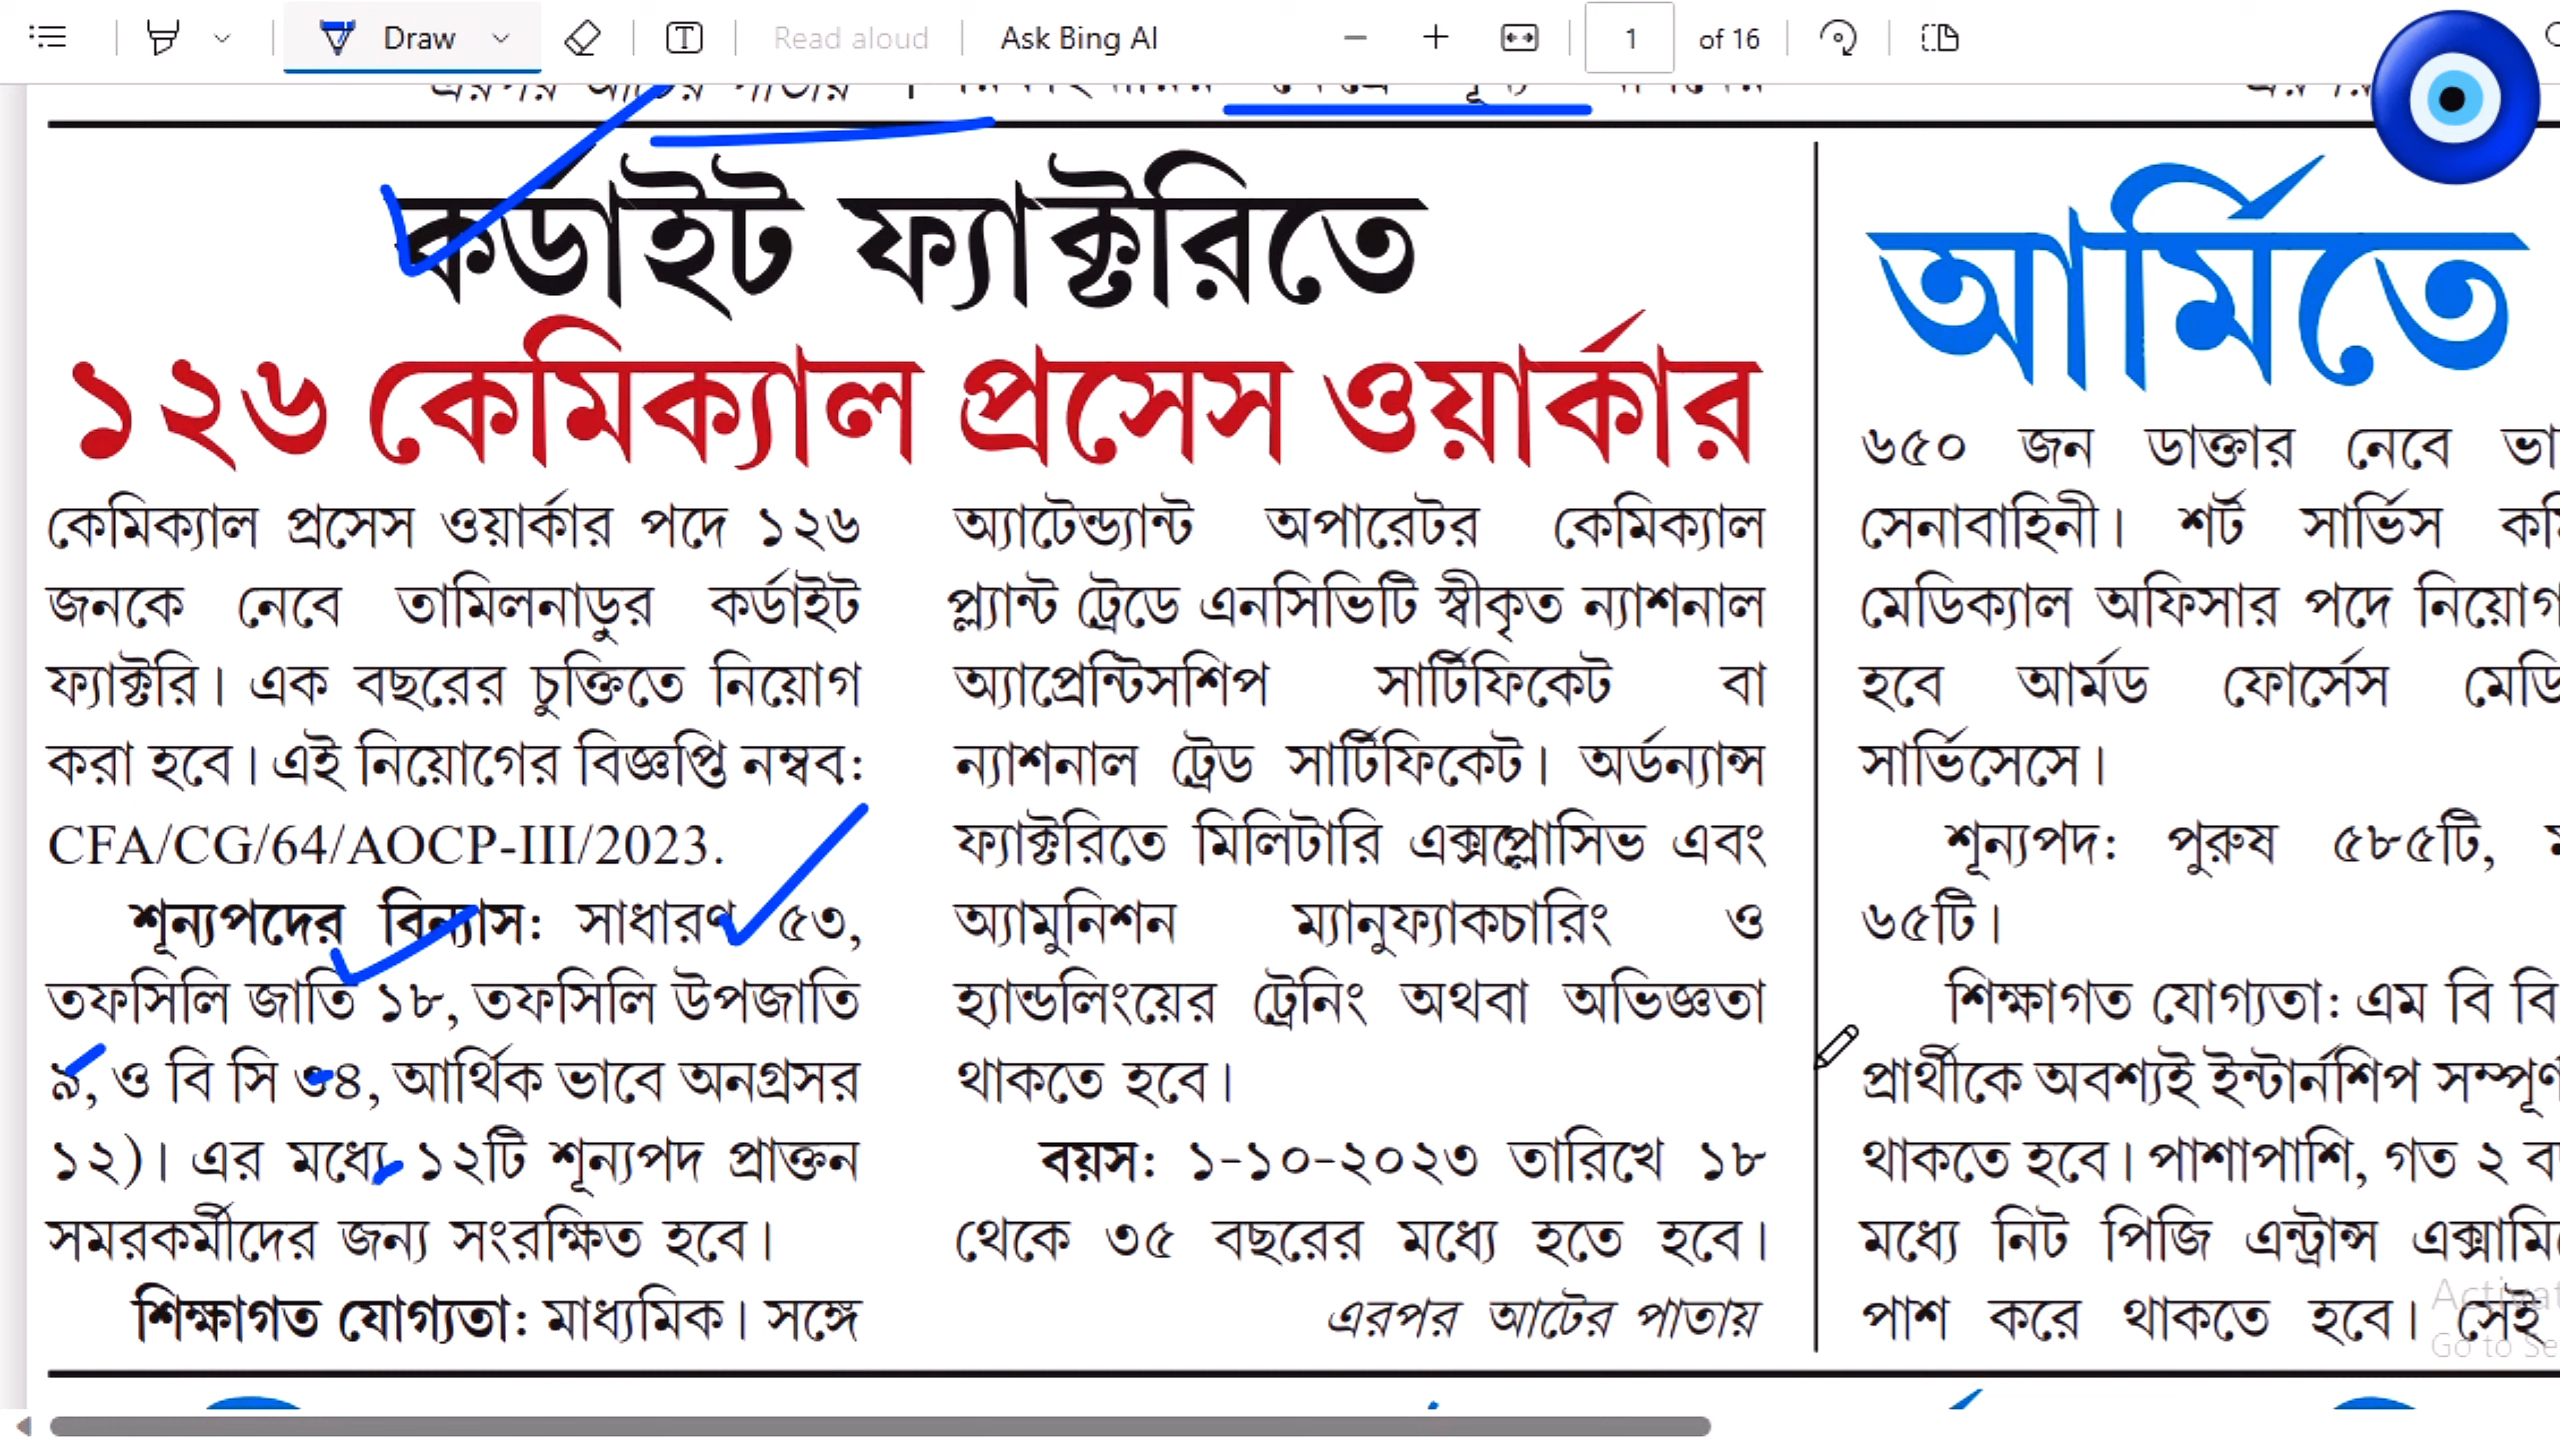 Draw
Read aloud
Ask Bing AI
1 of 16
কর্ডাইট ফ্যাক্টরিতে
১২৬ কেমিক্যাল প্রসেস ওয়ার্কার
কেমিক্যাল প্রসেস ওয়ার্কার পদে ১২৬
জনকে নেবে তামিলনাড়ুর কর্ডাইট
ফ্যাক্টরি। এক বছরের চুক্তিতে নিয়োগ
করা হবে। এই নিয়োগের বিজ্ঞপ্তি নম্বব:
CFA/CG/64/AOCP-III/2023.
শূন্যপদের বিন্যাস: সাধারণ ৫৩,
তফসিলি জাতি ১৮, তফসিলি উপজাতি
৯, ও বি সি ৩৪, আর্থিক ভাবে অনগ্রসর
১২)। এর মধ্যে ১২টি শূন্যপদ প্রাক্তন
সমরকর্মীদের জন্য সংরক্ষিত হবে।
শিক্ষাগত যোগ্যতা: মাধ্যমিক। সঙ্গে
অ্যাটেন্ড্যান্ট অপারেটর কেমিক্যাল
প্ল্যান্ট ট্রেডে এনসিভিটি স্বীকৃত ন্যাশনাল
অ্যাপ্রেন্টিসশিপ সার্টিফিকেট বা
ন্যাশনাল ট্রেড সার্টিফিকেট। অর্ডন্যান্স
ফ্যাক্টরিতে মিলিটারি এক্সপ্লোসিভ এবং
অ্যামুনিশন ম্যানুফ্যাকচারিং ও
হ্যান্ডলিংয়ের ট্রেনিং অথবা অভিজ্ঞতা
থাকতে হবে।
বয়স: ১-১০-২০২৩ তারিখে ১৮
থেকে ৩৫ বছরের মধ্যে হতে হবে।
এরপর আটের পাতায়
আর্মিতে
৬৫০ জন ডাক্তার নেবে
সেনাবাহিনী। শর্ট সার্ভিস
মেডিক্যাল অফিসার পদে নিয়োগ
হবে আর্মড ফোর্সেস
সার্ভিসেসে।
শূন্যপদ: পুরুষ ৫৮৫টি,
৬৫টি।
শিক্ষাগত যোগ্যতা: এম বি বি
প্রার্থীকে অবশ্যই ইন্টার্নশিপ সম্পূর্ণ
থাকতে হবে। পাশাপাশি, গত ২
মধ্যে নিট পিজি এন্ট্রান্স
পাশ করে থাকতে হবে। সেই